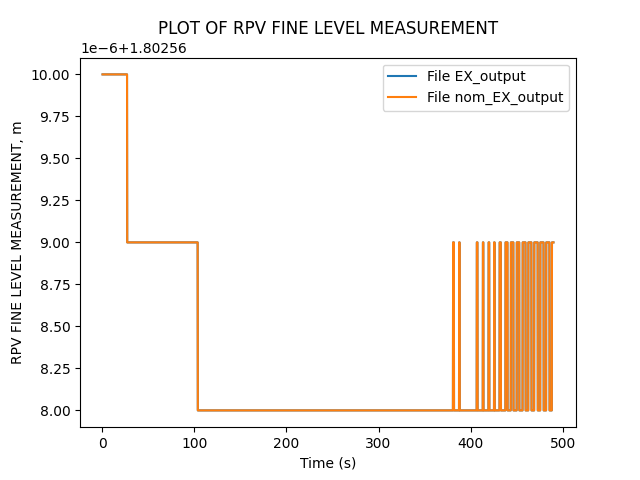 PLOT OF RPV FINE LEVEL MEASUREMENT
1e−6+1.80256
File EX_output
File nom_EX_output
RPV FINE LEVEL MEASUREMENT, m
10.00
9.75
9.50
9.25
9.00
8.75
8.50
8.25
8.00
0 100 200 300 400 500
Time (s)